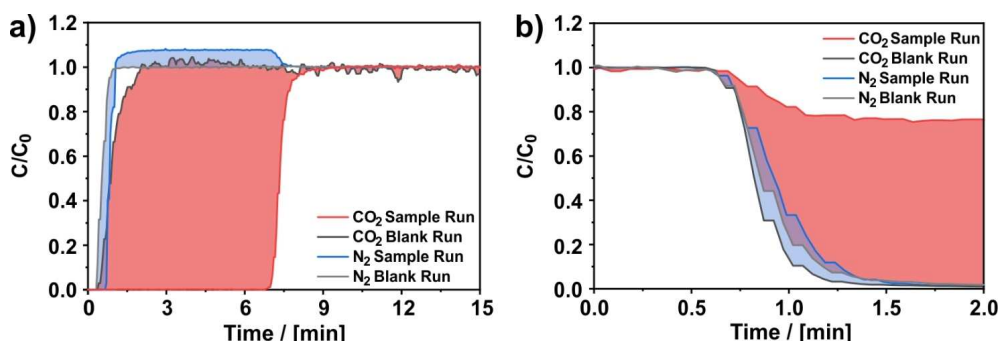 a)
C/C0
1.2
1.0
0.8
0.6
0.4
0.2
0.0
CO2 Sample Run
CO2 Blank Run
N2 Sample Run
N2 Blank Run
0 3 6 9 12 15
Time / [min]
b)
C/C0
1.2
1.0
0.8
0.6
0.4
0.2
0.0
CO2 Sample Run
CO2 Blank Run
N2 Sample Run
N2 Blank Run
0.0 0.5 1.0 1.5 2.0
Time / [min]